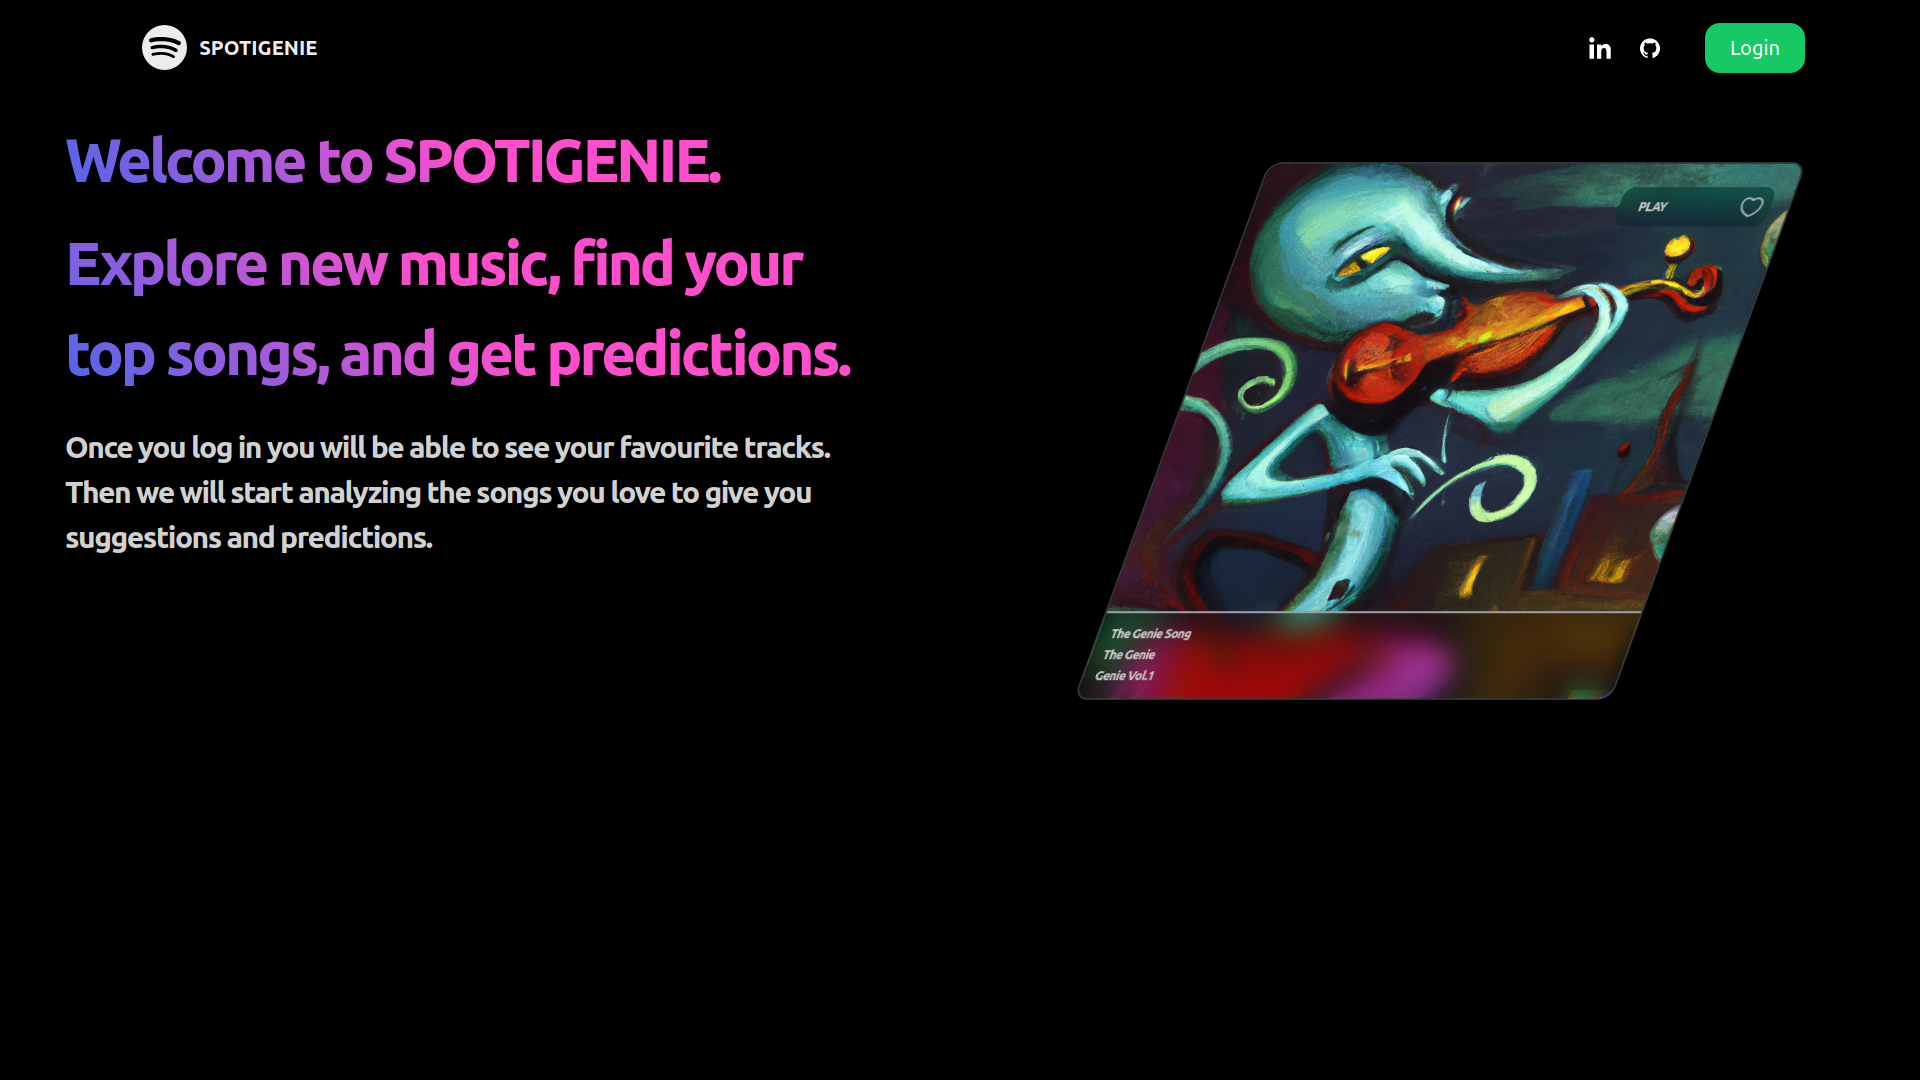 SPOTIGENIE
Login
Welcome to SPOTIGENIE.
Explore new music, find your
top songs, and get predictions.
Once you log in you will be able to see your favourite tracks.
Then we will start analyzing the songs you love to give you
suggestions and predictions.
PLAY
The Genie Song
The Genie
Genie Vol.1